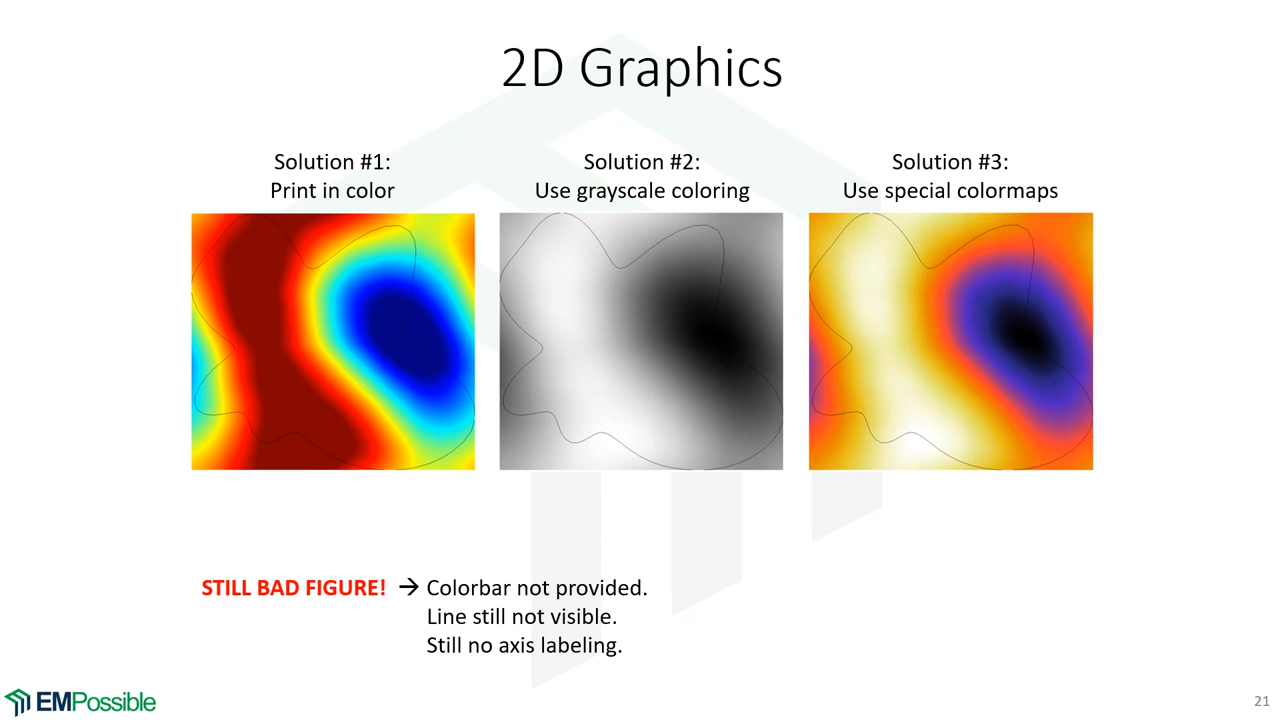 2D Graphics
Solution #1:
Print in color
Solution #2:
Use grayscale coloring
Solution #3:
Use special colormaps
STILL BAD FIGURE! → Colorbar not provided.
Line still not visible.
Still no axis labeling.
EMPossible
21